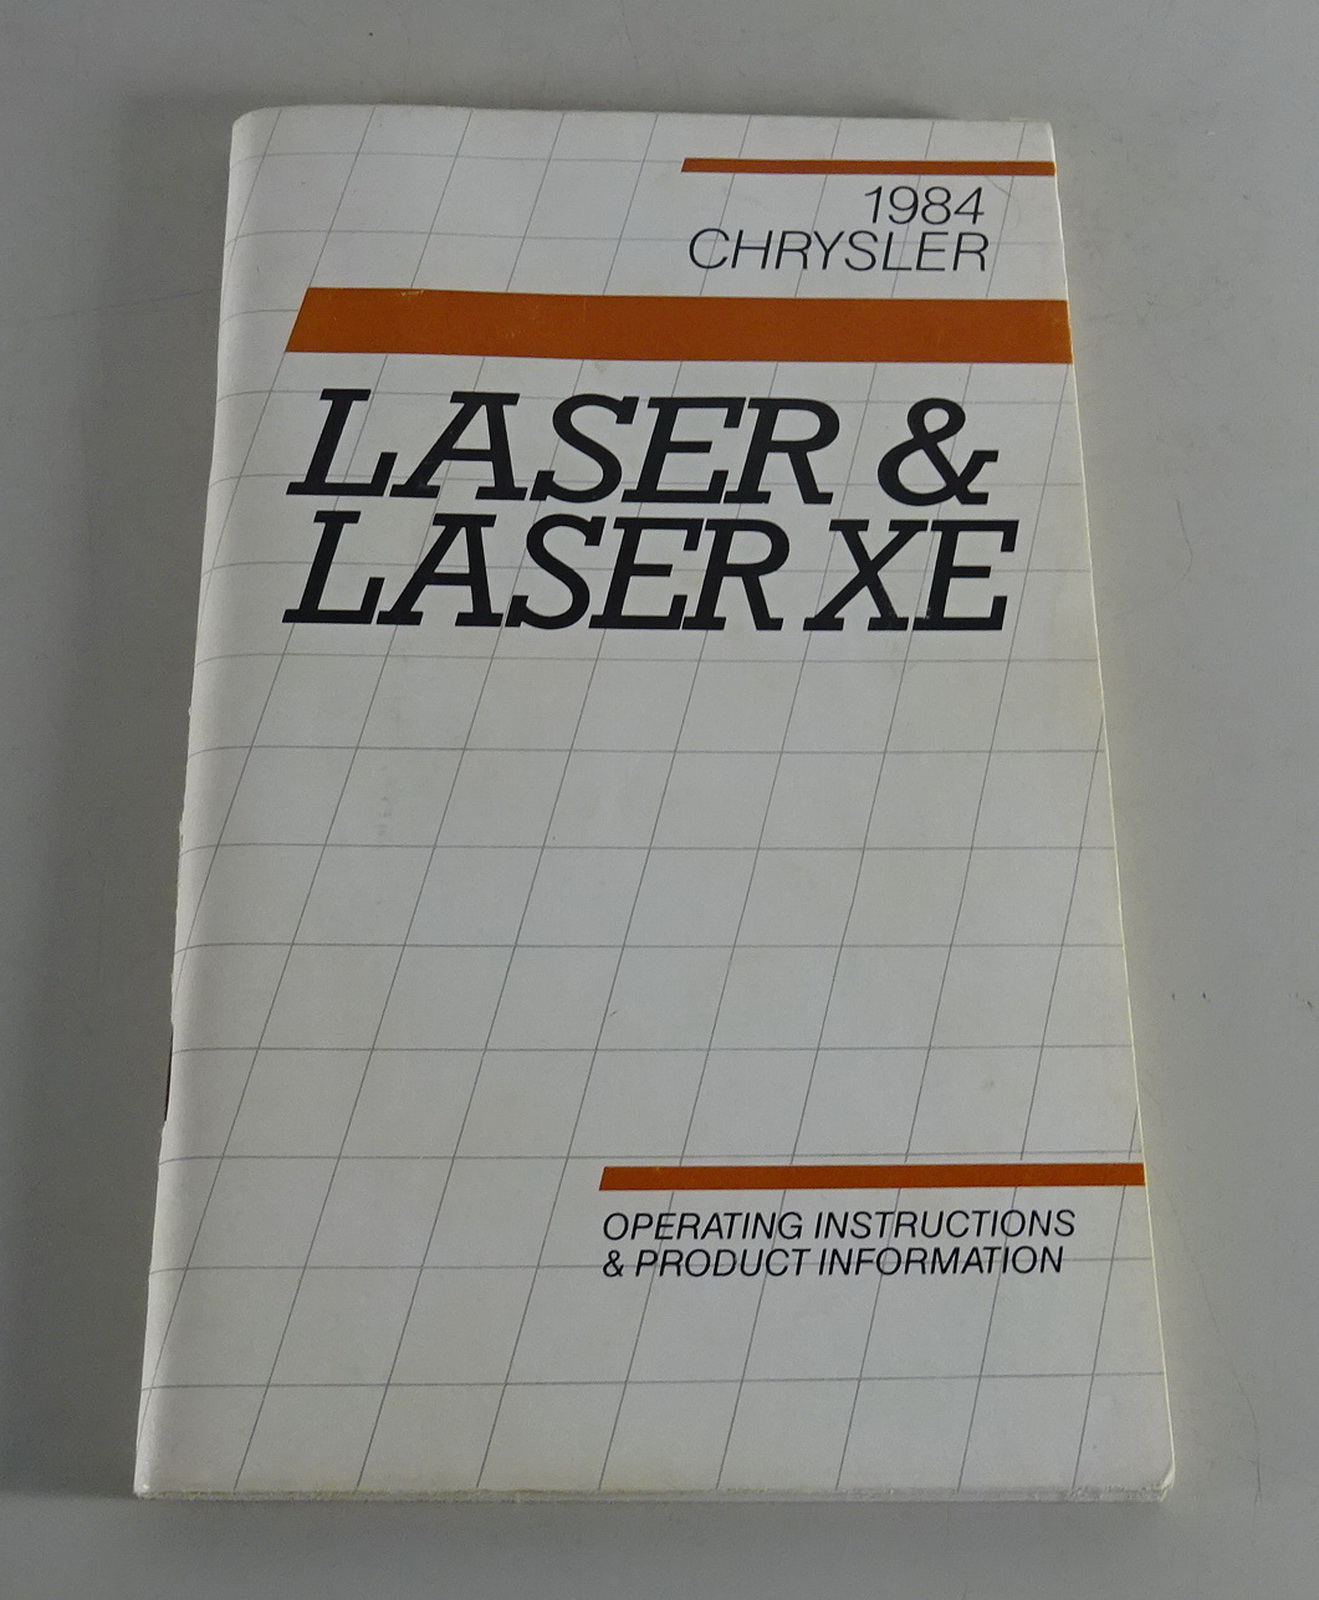 1984
CHRYSLER
LASER &
LASER XE
OPERATING INSTRUCTIONS
& PRODUCT INFORMATION